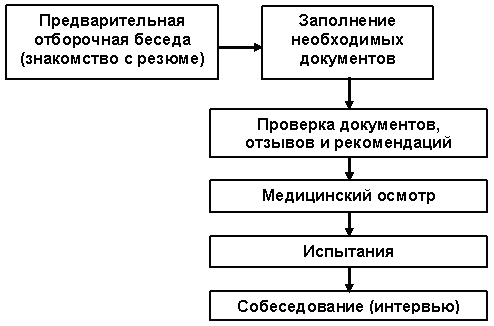 Предварительная
отборочная беседа
(знакомство с резюме)
Заполнение
необходимых
документов
Проверка документов,
отзывов и рекомендаций
Медицинский осмотр
Испытания
Собеседование (интервью)